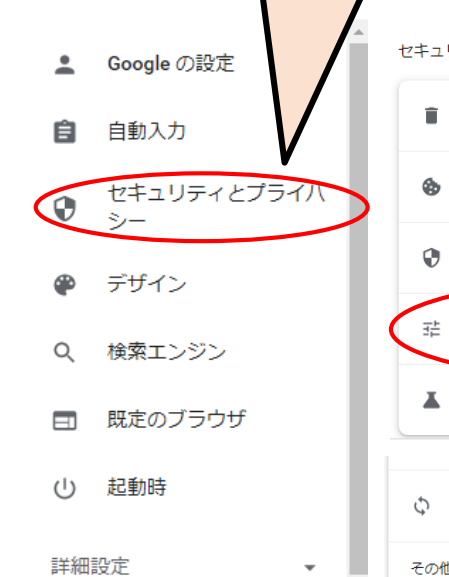 Google の設定
自動入力
セキュリティとプライバ
シー
デザイン
検索エンジン
既定のブラウザ
起動時
詳細設定
セキュ
その他